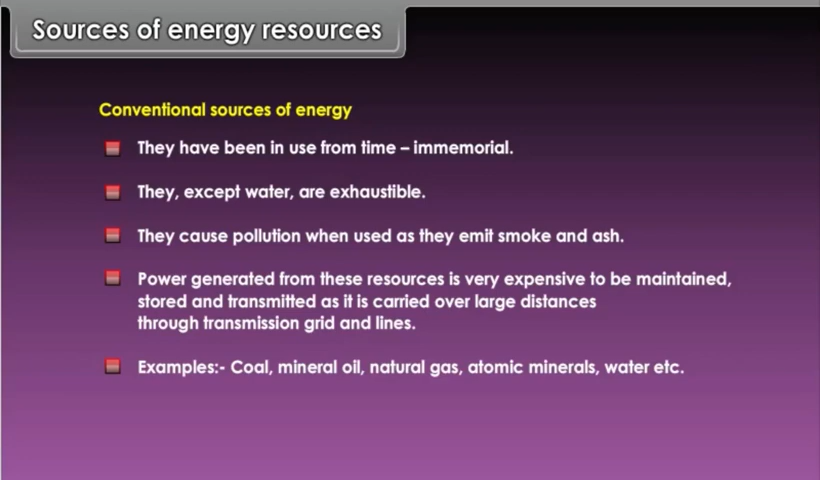 Sources of energy resources
Conventional sources of energy
They have been in use from time – immemorial.
They, except water, are exhaustible.
They cause pollution when used as they emit smoke and ash.
Power generated from these resources is very expensive to be maintained,
stored and transmitted as it is carried over large distances
through transmission grid and lines.
Examples:- Coal, mineral oil, natural gas, atomic minerals, water etc.